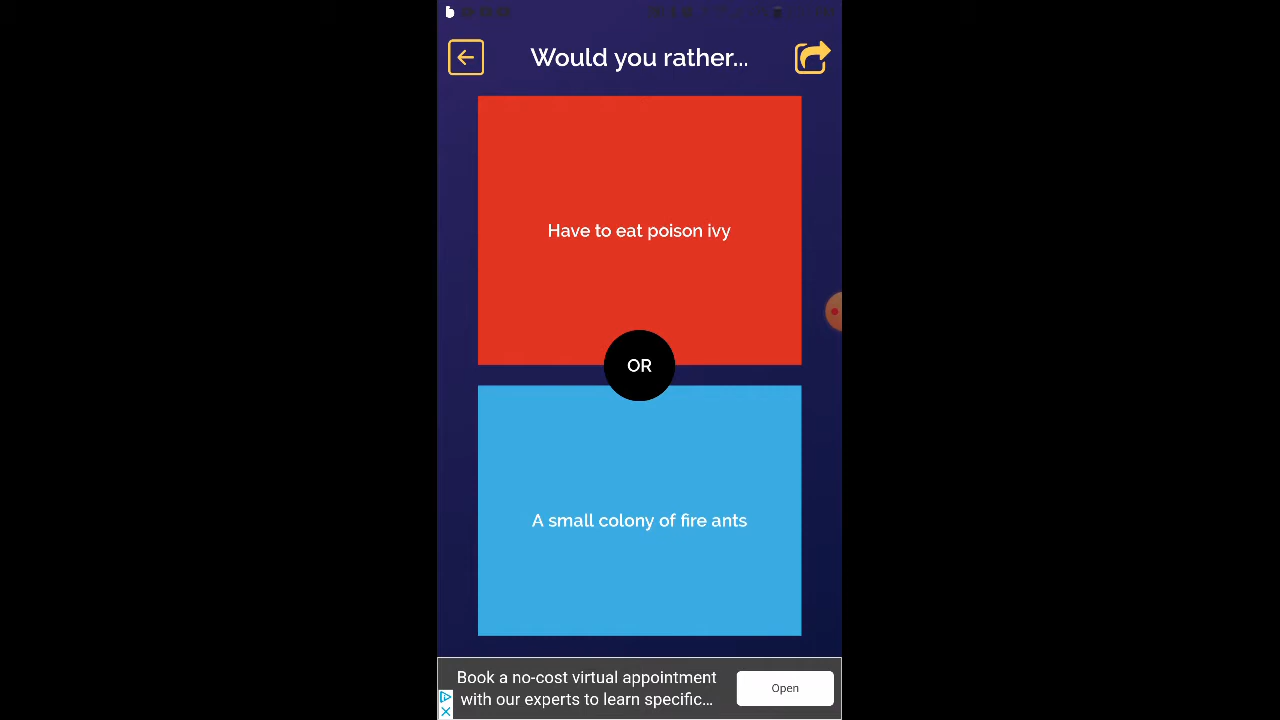 Would you rather...
Have to eat poison ivy
OR
A small colony of fire ants
Book a no-cost virtual appointment
with our experts to learn specific...
Open